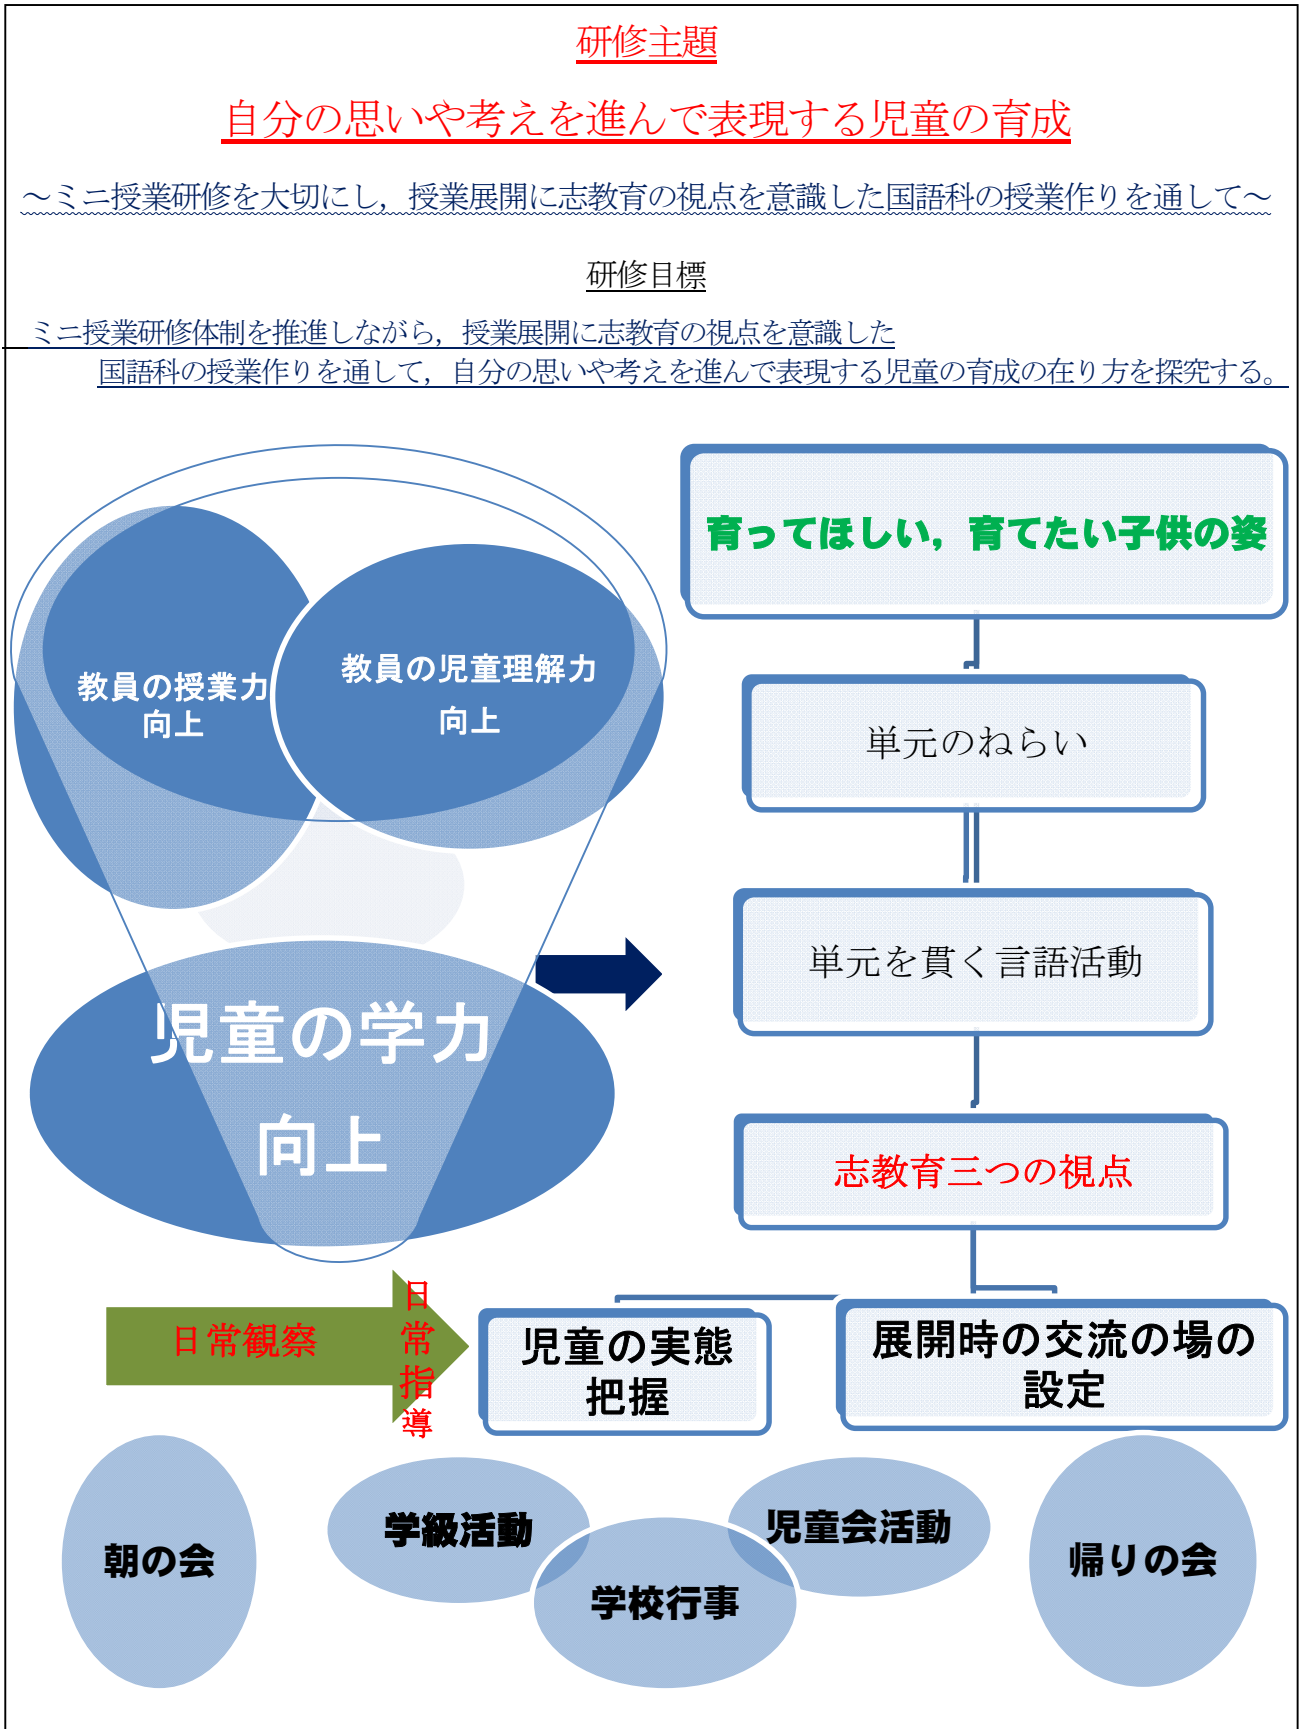 研修主題
自分の思いや考えを進んで表現する児童の育成
～ミニ授業研修を大切にし，授業展開に志教育の視点を意識した国語科の授業作りを通して～
研修目標
ミニ授業研修体制を推進しながら，授業展開に志教育の視点を意識した
国語科の授業作りを通して，自分の思いや考えを進んで表現する児童の育成の在り方を探究する。
教員の授業力
向上
教員の児童理解力
向上
児童の学力
向上
育ってほしい，育てたい子供の姿
単元のねらい
単元を貫く言語活動
志教育三つの視点
児童の実態
把握
展開時の交流の場の
設定
日常観察
日常指導
朝の会
学級活動
学校行事
児童会活動
帰りの会